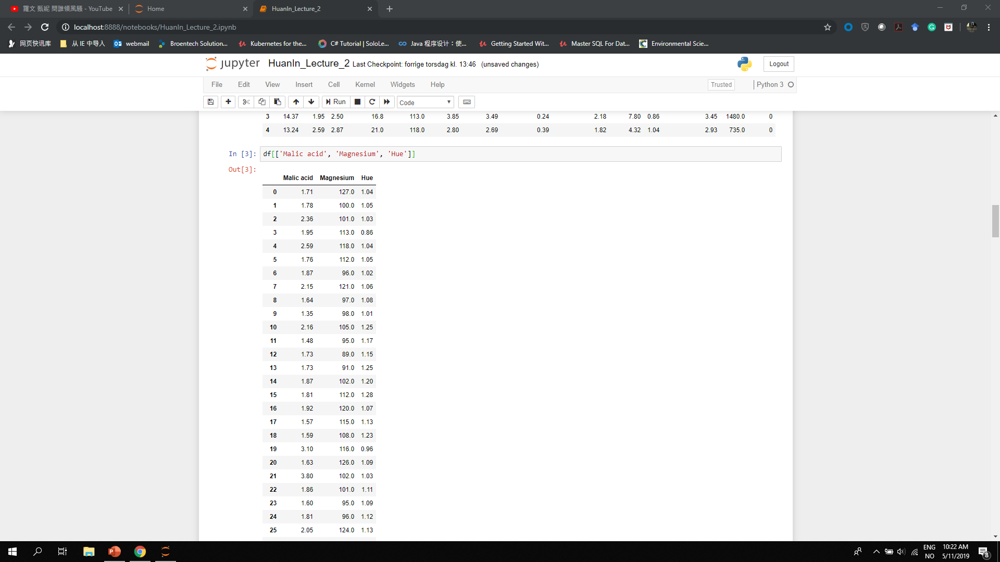 羅文 甄妮 問誰領風騷 - YouTube
Home
HuanIn_Lecture_2
localhost:8888/notebooks/HuanIn_Lecture_2.ipynb
网页快讯库 从 IE 中导入 webmail Broentech Solution... Kubernetes for the... C# Tutorial | SoloLe... Java 程序设计：使... Getting Started Wit... Master SQL For Dat... Environmental Scie...
jupyter HuanIn_Lecture_2 Last Checkpoint: forrige torsdag kl. 13:46 (unsaved changes) Logout
File Edit View Insert Cell Kernel Widgets Help Trusted Python 3
Run Code
3 14.37 1.95 2.50 16.8 113.0 3.85 3.49 0.24 2.18 7.80 0.86 3.45 1480.0 0
4 13.24 2.59 2.87 21.0 118.0 2.80 2.69 0.39 1.82 4.32 1.04 2.93 735.0 0
In [3]: df[['Malic acid', 'Magnesium', 'Hue']]
Out[3]:
Malic acid Magnesium Hue
0 1.71 127.0 1.04
1 1.78 100.0 1.05
2 2.36 101.0 1.03
3 1.95 113.0 0.86
4 2.59 118.0 1.04
5 1.76 112.0 1.05
6 1.87 96.0 1.02
7 2.15 121.0 1.06
8 1.64 97.0 1.08
9 1.35 98.0 1.01
10 2.16 105.0 1.25
11 1.48 95.0 1.17
12 1.73 89.0 1.15
13 1.73 91.0 1.25
14 1.87 102.0 1.20
15 1.81 112.0 1.28
16 1.92 120.0 1.07
17 1.57 115.0 1.13
18 1.59 108.0 1.23
19 3.10 116.0 0.96
20 1.63 126.0 1.09
21 3.80 102.0 1.03
22 1.86 101.0 1.11
23 1.60 95.0 1.09
24 1.81 96.0 1.12
25 2.05 124.0 1.13
ENG 10:22 AM
NO 5/11/2019 8